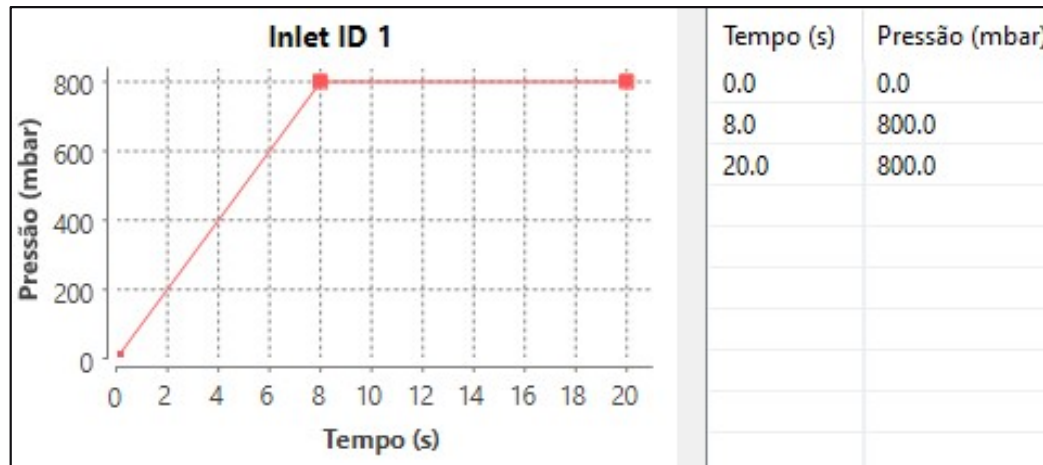 Inlet ID 1
Pressão (mbar)
800
600
400
200
0
0 2 4 6 8 10 12 14 16 18 20
Tempo (s)
Tempo (s) Pressão (mbar)
0.0 0.0
8.0 800.0
20.0 800.0